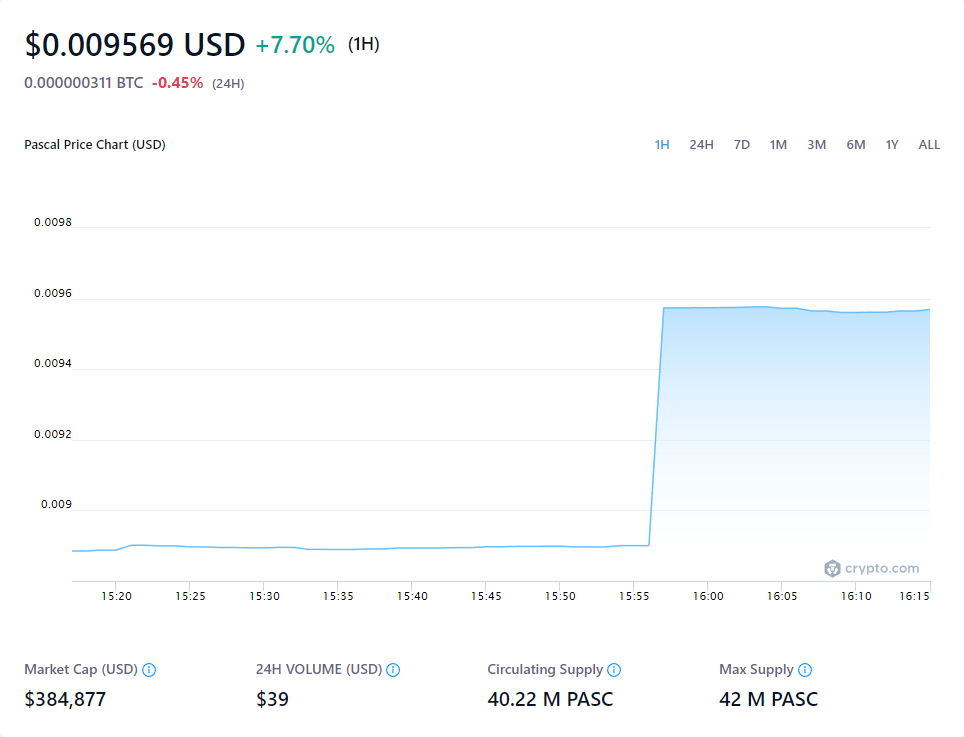 $0.009569 USD +7.70% (1H)
0.000000311 BTC -0.45% (24H)
Pascal Price Chart (USD)
1H 24H 7D 1M 3M 6M 1Y ALL
0.0098
0.0096
0.0094
0.0092
0.009
crypto.com
15:20 15:25 15:30 15:35 15:40 15:45 15:50 15:55 16:00 16:05 16:10 16:15
Market Cap (USD) 24H VOLUME (USD) Circulating Supply Max Supply
$384,877 $39 40.22 M PASC 42 M PASC